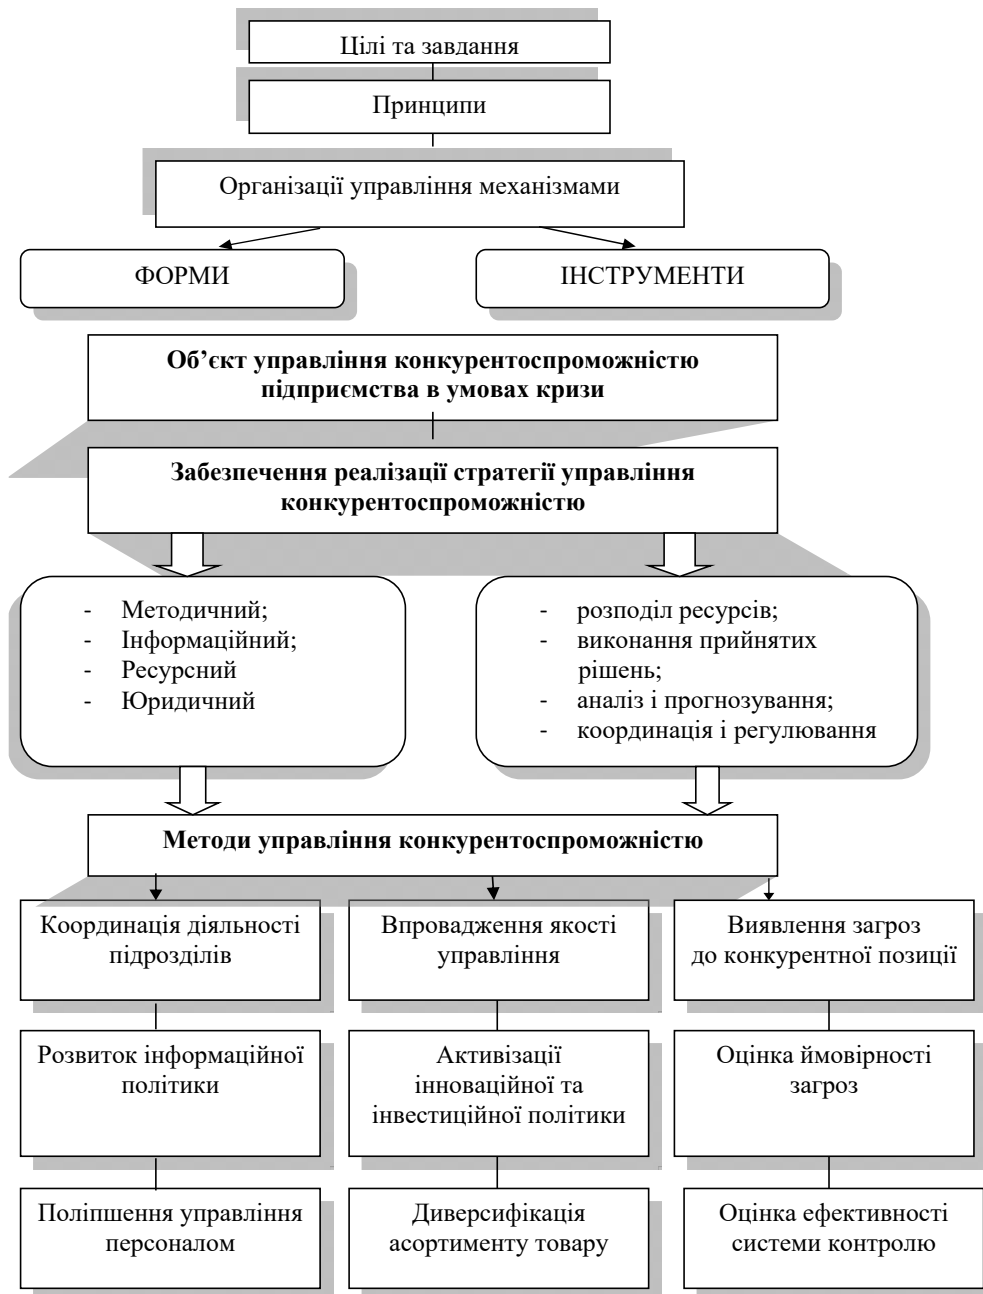 Цілі та завдання
Принципи
Організації управління механізмами
ФОРМИ
ІНСТРУМЕНТИ
Об’єкт управління конкурентоспроможністю
підприємства в умовах кризи
Забезпечення реалізації стратегії управління
конкурентоспроможністю
- Методичний;
- Інформаційний;
- Ресурсний
- Юридичний
- розподіл ресурсів;
- виконання прийнятих
рішень;
- аналіз і прогнозування;
- координація і регулювання
Методи управління конкурентоспроможністю
Координація діяльності
підрозділів
Впровадження якості
управління
Виявлення загроз
до конкурентної позиції
Розвиток інформаційної
політики
Активізації
інноваційної та
інвестиційної політики
Оцінка ймовірності
загроз
Поліпшення управління
персоналом
Диверсифікація
асортименту товару
Оцінка ефективності
системи контролю